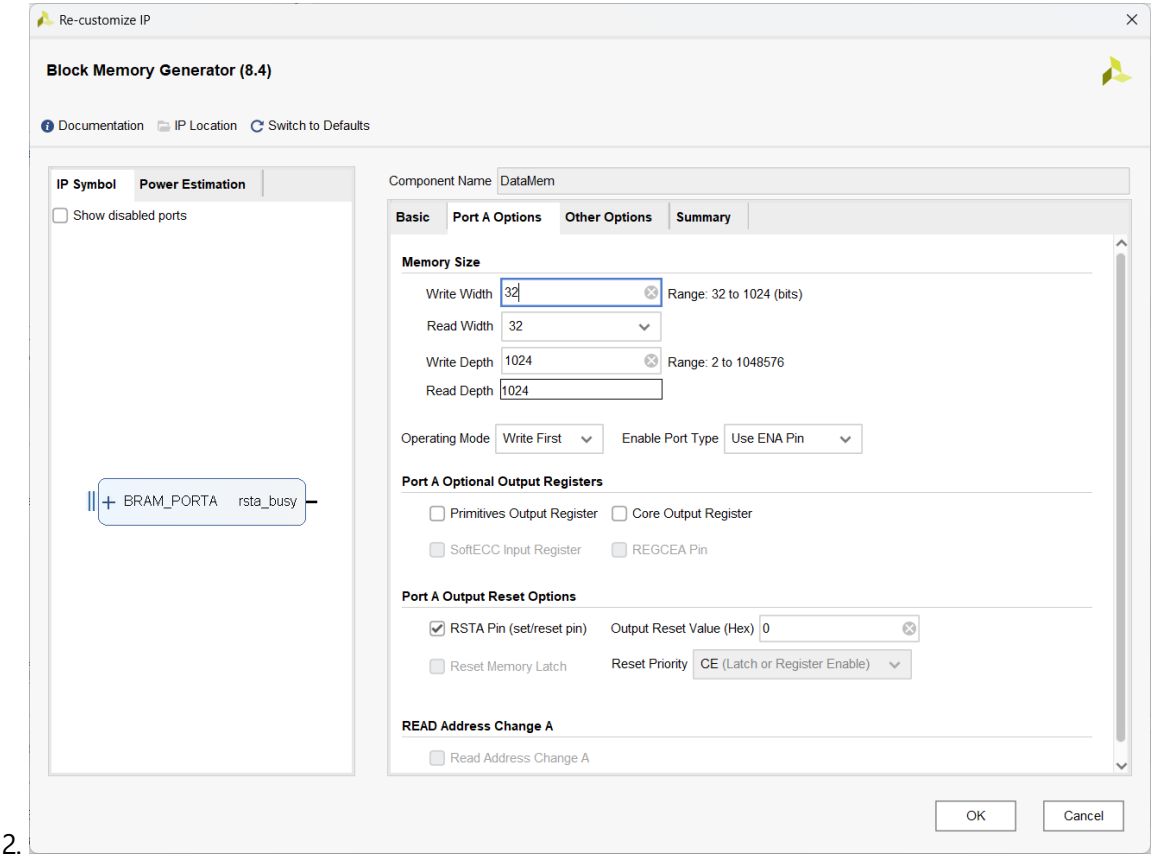 Re-customize IP
Block Memory Generator (8.4)
Documentation IP Location Switch to Defaults
IP Symbol Power Estimation
Show disabled ports
BRAM_PORTA rsta_busy
Component Name DataMem
Basic Port A Options Other Options Summary
Memory Size
Write Width 32 Range: 32 to 1024 (bits)
Read Width 32
Write Depth 1024 Range: 2 to 1048576
Read Depth 1024
Operating Mode Write First Enable Port Type Use ENA Pin
Port A Optional Output Registers
Primitives Output Register Core Output Register
SoftECC Input Register REGCEA Pin
Port A Output Reset Options
RSTA Pin (set/reset pin) Output Reset Value (Hex) 0
Reset Memory Latch Reset Priority CE (Latch or Register Enable)
READ Address Change A
Read Address Change A
OK Cancel
2.